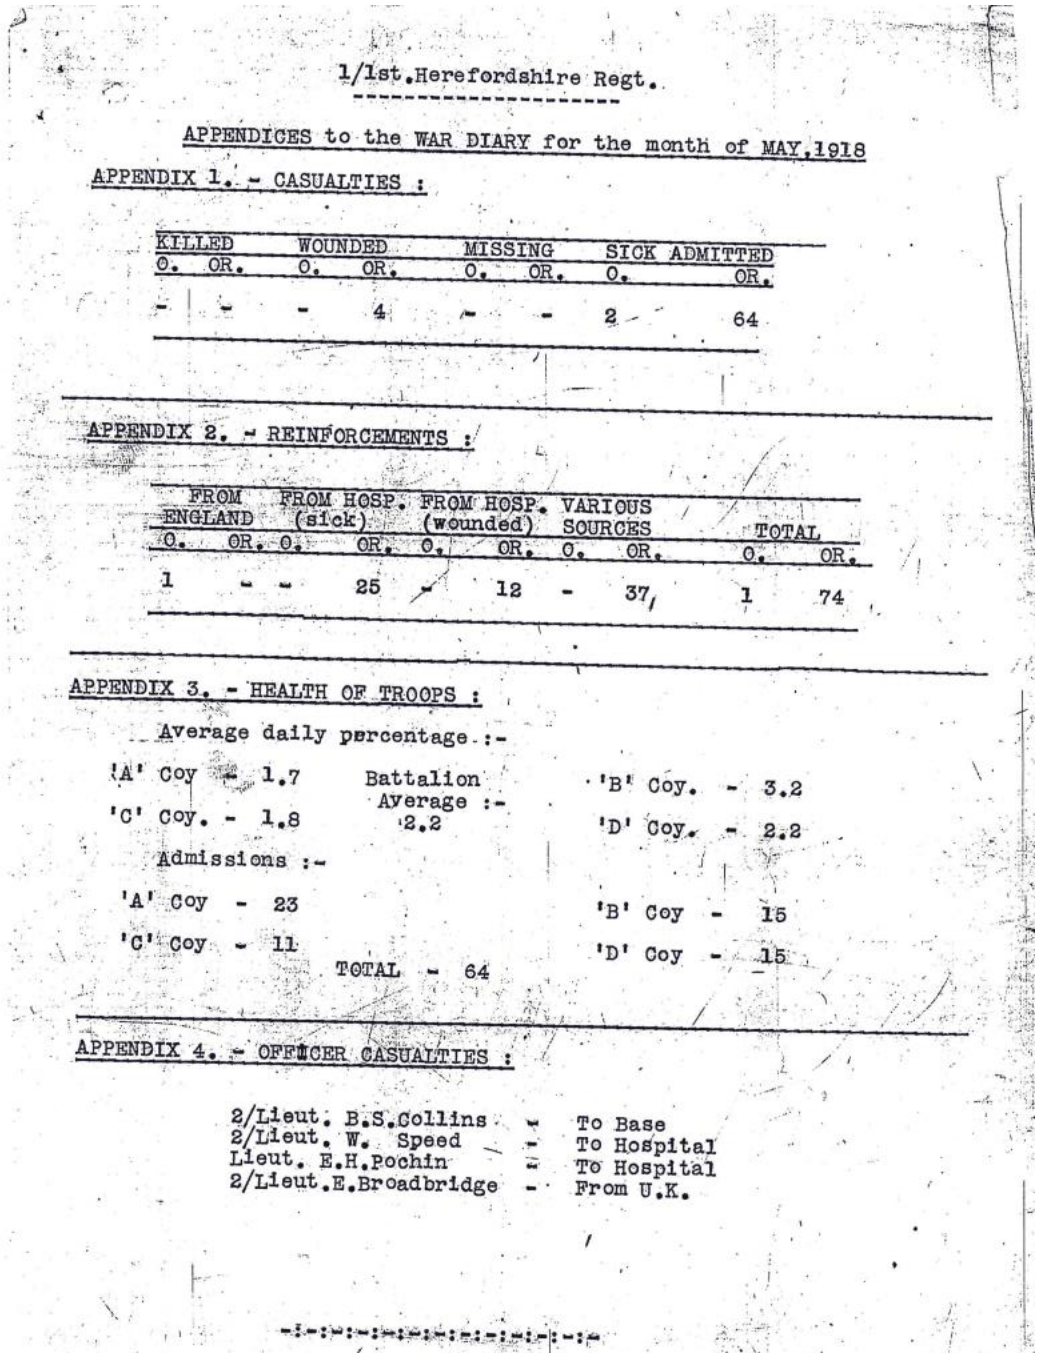 1/1st.Herefordshire Regt.
---------------------
APPENDICES to the WAR DIARY for the month of MAY,1918
APPENDIX 1. - CASUALTIES :
KILLED WOUNDED MISSING SICK ADMITTED
O. OR. O. OR. O. OR. O. OR.
- - - 4 - - 2 64
APPENDIX 2. - REINFORCEMENTS :
FROM FROM HOSP. FROM HOSP. VARIOUS
ENGLAND (sick) (wounded) SOURCES TOTAL
O. OR. O. OR. O. OR. O. OR. O. OR.
1 - - 25 - 12 - 37, 1 74
APPENDIX 3. - HEALTH OF TROOPS :
Average daily percentage :-
'A' Coy - 1.7 Battalion 'B' Coy. - 3.2
Average :-
'C' Coy. - 1.8 2.2 'D' Coy. - 2.2
Admissions :-
'A' Coy - 23 'B' Coy - 15
'C' Coy - 11 'D' Coy - 15
TOTAL - 64
APPENDIX 4. - OFFICER CASUALTIES :
2/Lieut. B.S.Collins - To Base
2/Lieut. W. Speed - To Hospital
Lieut. E.H.Pochin - To Hospital
2/Lieut.E.Broadbridge - From U.K.
-:-:-:-:-:-:-:-:-:-:-:-:-